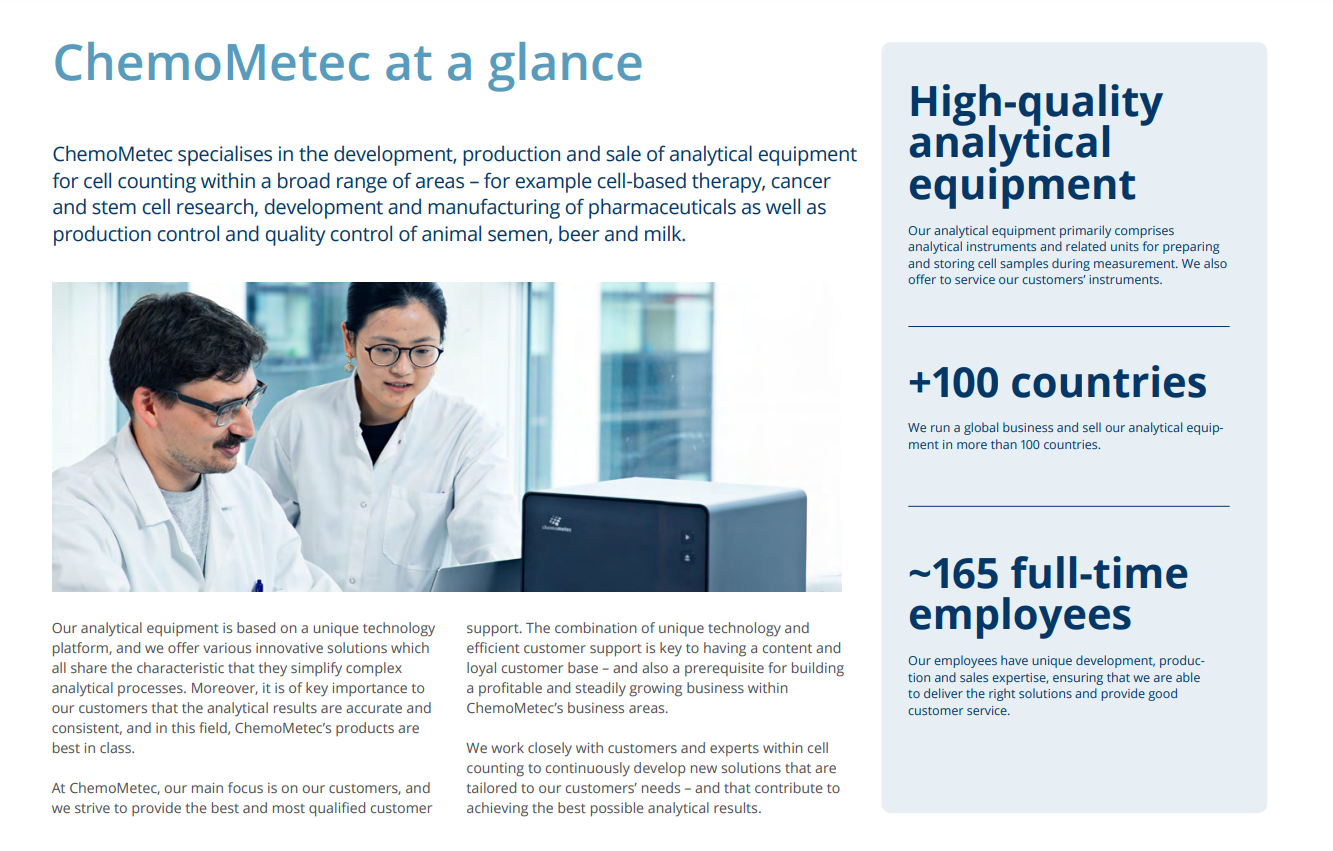 ChemoMetec at a glance
ChemoMetec specialises in the development, production and sale of analytical equipment
for cell counting within a broad range of areas – for example cell-based therapy, cancer
and stem cell research, development and manufacturing of pharmaceuticals as well as
production control and quality control of animal semen, beer and milk.
chemometec
Our analytical equipment is based on a unique technology
platform, and we offer various innovative solutions which
all share the characteristic that they simplify complex
analytical processes. Moreover, it is of key importance to
our customers that the analytical results are accurate and
consistent, and in this field, ChemoMetec’s products are
best in class.
At ChemoMetec, our main focus is on our customers, and
we strive to provide the best and most qualified customer
support. The combination of unique technology and
efficient customer support is key to having a content and
loyal customer base – and also a prerequisite for building
a profitable and steadily growing business within
ChemoMetec’s business areas.
We work closely with customers and experts within cell
counting to continuously develop new solutions that are
tailored to our customers’ needs – and that contribute to
achieving the best possible analytical results.
High-quality
analytical
equipment
Our analytical equipment primarily comprises
analytical instruments and related units for preparing
and storing cell samples during measurement. We also
offer to service our customers’ instruments.
+100 countries
We run a global business and sell our analytical equip-
ment in more than 100 countries.
~165 full-time
employees
Our employees have unique development, produc-
tion and sales expertise, ensuring that we are able
to deliver the right solutions and provide good
customer service.